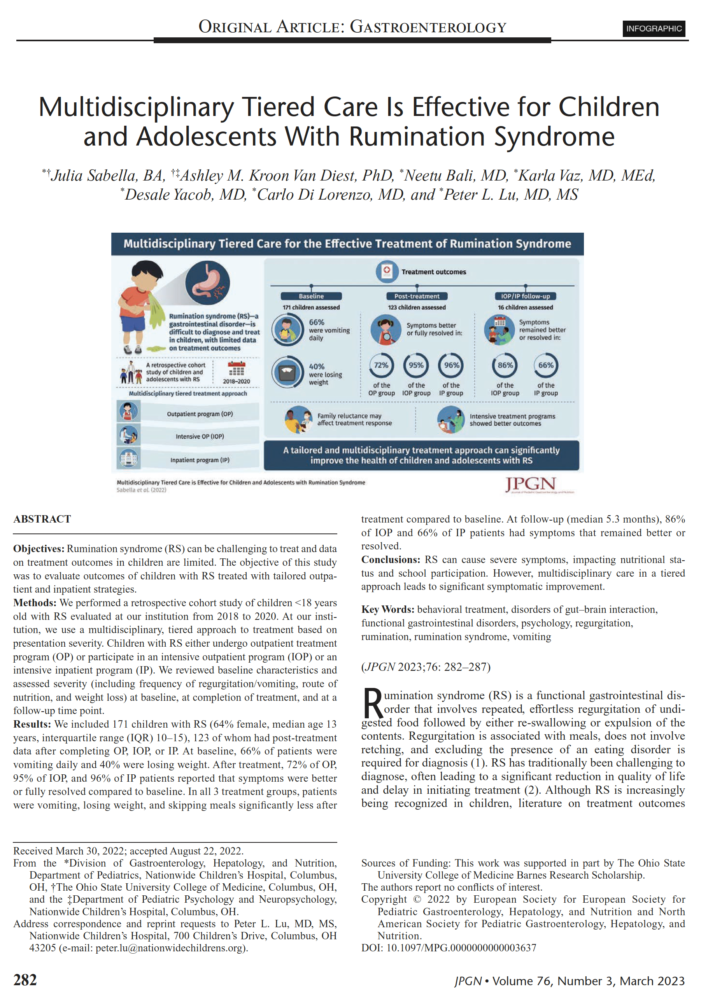 ORIGINAL ARTICLE: GASTROENTEROLOGY
INFOGRAPHIC
Multidisciplinary Tiered Care Is Effective for Children
and Adolescents With Rumination Syndrome
*†Julia Sabella, BA, †‡Ashley M. Kroon Van Diest, PhD, *Neetu Bali, MD, *Karla Vaz, MD, MEd,
*Desale Yacob, MD, *Carlo Di Lorenzo, MD, and *Peter L. Lu, MD, MS
Multidisciplinary Tiered Care for the Effective Treatment of Rumination Syndrome
Rumination syndrome (RS)—a
gastrointestinal disorder—is
difficult to diagnose and treat
in children, with limited data
on treatment outcomes
A retrospective cohort
study of children and
adolescents with RS
2018–2020
Multidisciplinary tiered treatment approach
Outpatient program (OP)
Intensive OP (IOP)
Inpatient program (IP)
Treatment outcomes
Baseline
171 children assessed
66%
were vomiting
daily
40%
were losing
weight
Post-treatment
123 children assessed
Symptoms better
or fully resolved in:
72%
of the
OP group
95%
of the
IOP group
96%
of the
IP group
IOP/IP follow-up
16 children assessed
Symptoms
remained better
or resolved in:
86%
of the
IOP group
66%
of the
IP group
Family reluctance may
affect treatment response
Intensive treatment programs
showed better outcomes
A tailored and multidisciplinary treatment approach can significantly
improve the health of children and adolescents with RS
Multidisciplinary Tiered Care is Effective for Children and Adolescents with Rumination Syndrome
Sabella et al. (2022)
JPGN
Journal of Pediatric Gastroenterology and Nutrition
ABSTRACT
Objectives: Rumination syndrome (RS) can be challenging to treat and data
on treatment outcomes in children are limited. The objective of this study
was to evaluate outcomes of children with RS treated with tailored outpa-
tient and inpatient strategies.
Methods: We performed a retrospective cohort study of children <18 years
old with RS evaluated at our institution from 2018 to 2020. At our insti-
tution, we use a multidisciplinary, tiered approach to treatment based on
presentation severity. Children with RS either undergo outpatient treatment
program (OP) or participate in an intensive outpatient program (IOP) or an
intensive inpatient program (IP). We reviewed baseline characteristics and
assessed severity (including frequency of regurgitation/vomiting, route of
nutrition, and weight loss) at baseline, at completion of treatment, and at a
follow-up time point.
Results: We included 171 children with RS (64% female, median age 13
years, interquartile range (IQR) 10–15), 123 of whom had post-treatment
data after completing OP, IOP, or IP. At baseline, 66% of patients were
vomiting daily and 40% were losing weight. After treatment, 72% of OP,
95% of IOP, and 96% of IP patients reported that symptoms were better
or fully resolved compared to baseline. In all 3 treatment groups, patients
were vomiting, losing weight, and skipping meals significantly less after
treatment compared to baseline. At follow-up (median 5.3 months), 86%
of IOP and 66% of IP patients had symptoms that remained better or
resolved.
Conclusions: RS can cause severe symptoms, impacting nutritional sta-
tus and school participation. However, multidisciplinary care in a tiered
approach leads to significant symptomatic improvement.
Key Words: behavioral treatment, disorders of gut–brain interaction,
functional gastrointestinal disorders, psychology, regurgitation,
rumination, rumination syndrome, vomiting
(JPGN 2023;76: 282–287)
Rumination syndrome (RS) is a functional gastrointestinal dis-
order that involves repeated, effortless regurgitation of undi-
gested food followed by either re-swallowing or expulsion of the
contents. Regurgitation is associated with meals, does not involve
retching, and excluding the presence of an eating disorder is
required for diagnosis (1). RS has traditionally been challenging to
diagnose, often leading to a significant reduction in quality of life
and delay in initiating treatment (2). Although RS is increasingly
being recognized in children, literature on treatment outcomes
Received March 30, 2022; accepted August 22, 2022.
From the *Division of Gastroenterology, Hepatology, and Nutrition,
Department of Pediatrics, Nationwide Children's Hospital, Columbus,
OH, †The Ohio State University College of Medicine, Columbus, OH,
and the ‡Department of Pediatric Psychology and Neuropsychology,
Nationwide Children's Hospital, Columbus, OH.
Address correspondence and reprint requests to Peter L. Lu, MD, MS,
Nationwide Children's Hospital, 700 Children's Drive, Columbus, OH
43205 (e-mail: peter.lu@nationwidechildrens.org).
Sources of Funding: This work was supported in part by The Ohio State
University College of Medicine Barnes Research Scholarship.
The authors report no conflicts of interest.
Copyright © 2022 by European Society for European Society for
Pediatric Gastroenterology, Hepatology, and Nutrition and North
American Society for Pediatric Gastroenterology, Hepatology, and
Nutrition.
DOI: 10.1097/MPG.0000000000003637
282
JPGN • Volume 76, Number 3, March 2023